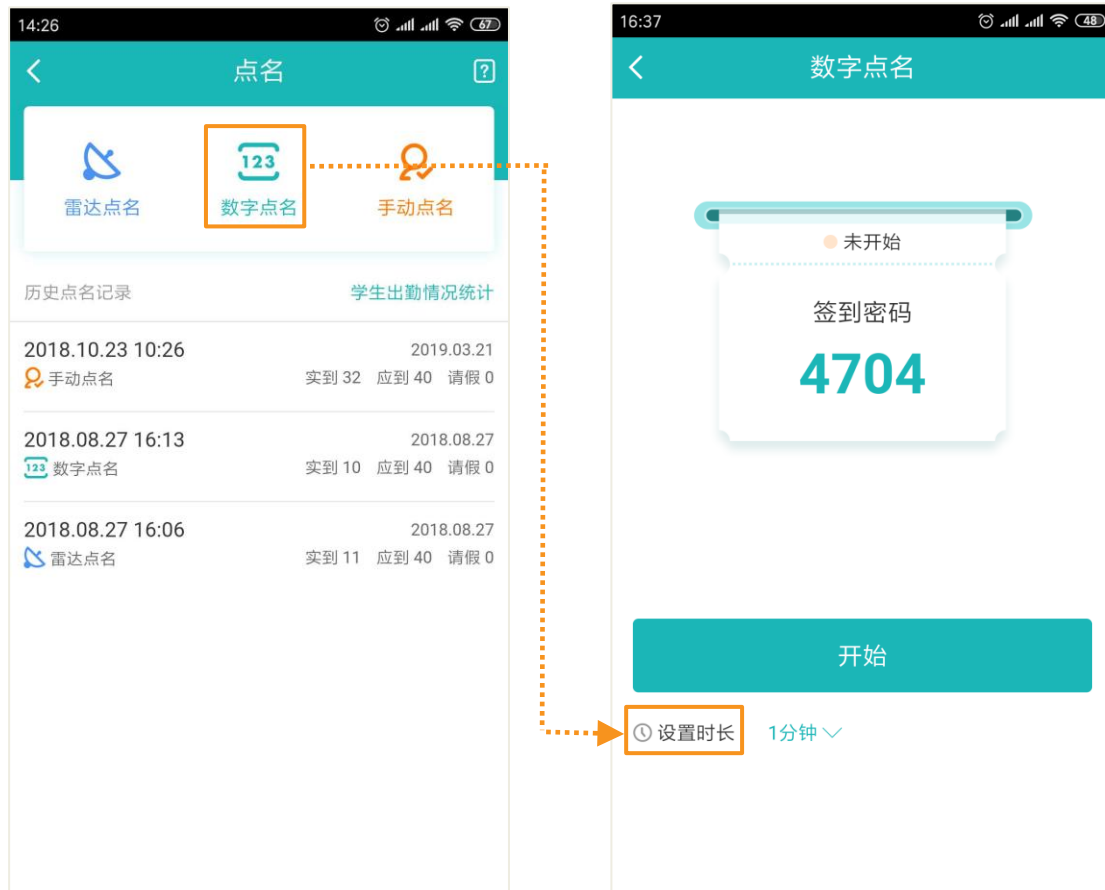 14:26
67
点名
?
123
雷达点名
数字点名
手动点名
历史点名记录
学生出勤情况统计
2018.10.23 10:26
2019.03.21
手动点名
实到 32 应到 40 请假 0
2018.08.27 16:13
2018.08.27
123 数字点名
实到 10 应到 40 请假 0
2018.08.27 16:06
2018.08.27
雷达点名
实到 11 应到 40 请假 0
16:37
48
数字点名
未开始
签到密码
4704
开始
设置时长
1分钟